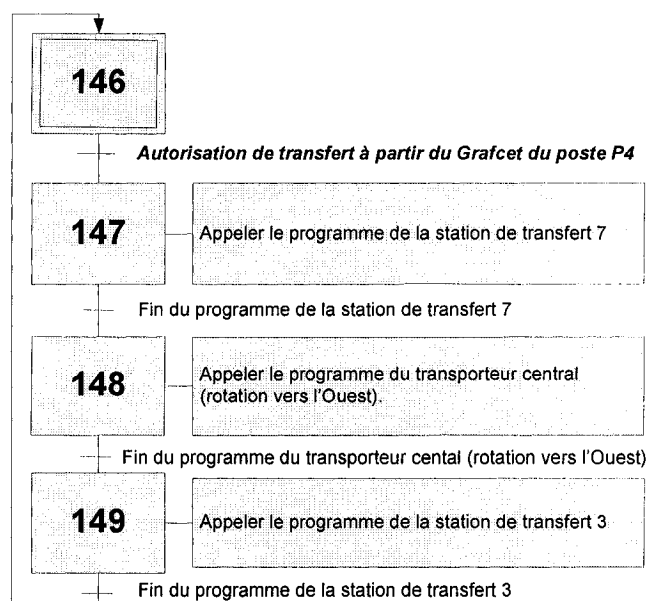 146
Autorisation de transfert à partir du Grafcet du poste P4
147
Appeler le programme de la station de transfert 7
Fin du programme de la station de transfert 7
148
Appeler le programme du transporteur central
(rotation vers l'Ouest).
Fin du programme du transporteur cental (rotation vers l'Ouest)
149
Appeler le programme de la station de transfert 3
Fin du programme de la station de transfert 3